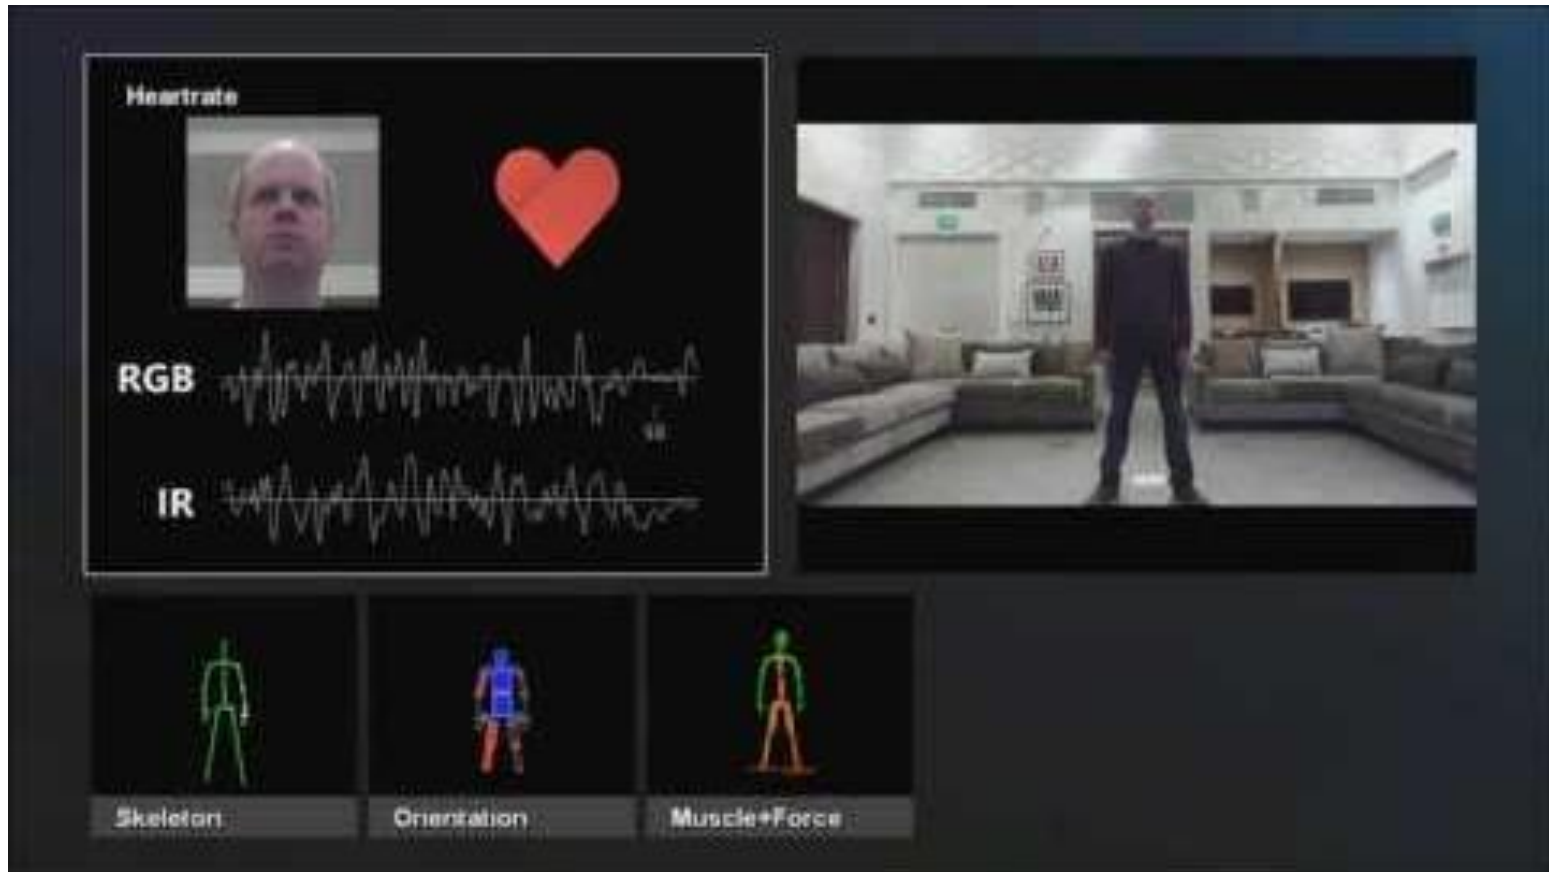 Heartrate
RGB
IR
Skeleton
Orientation
Muscle+Force